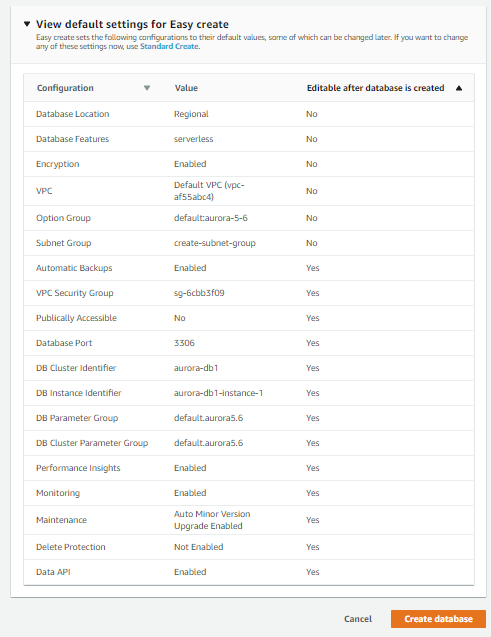 View default settings for Easy create
Easy create sets the following configurations to their default values, some of which can be changed later. If you want to change
any of these settings now, use Standard Create.
Configuration Value Editable after database is created
Database Location Regional No
Database Features serverless No
Encryption Enabled No
VPC Default VPC (vpc-
af55abc4) No
Option Group default:aurora-5-6 No
Subnet Group create-subnet-group No
Automatic Backups Enabled Yes
VPC Security Group sg-6cbb3f09 Yes
Publically Accessible No Yes
Database Port 3306 Yes
DB Cluster Identifier aurora-db1 Yes
DB Instance Identifier aurora-db1-instance-1 Yes
DB Parameter Group default.aurora5.6 Yes
DB Cluster Parameter Group default.aurora5.6 Yes
Performance Insights Enabled Yes
Monitoring Enabled Yes
Maintenance Auto Minor Version
Upgrade Enabled Yes
Delete Protection Not Enabled Yes
Data API Enabled Yes
Cancel Create database